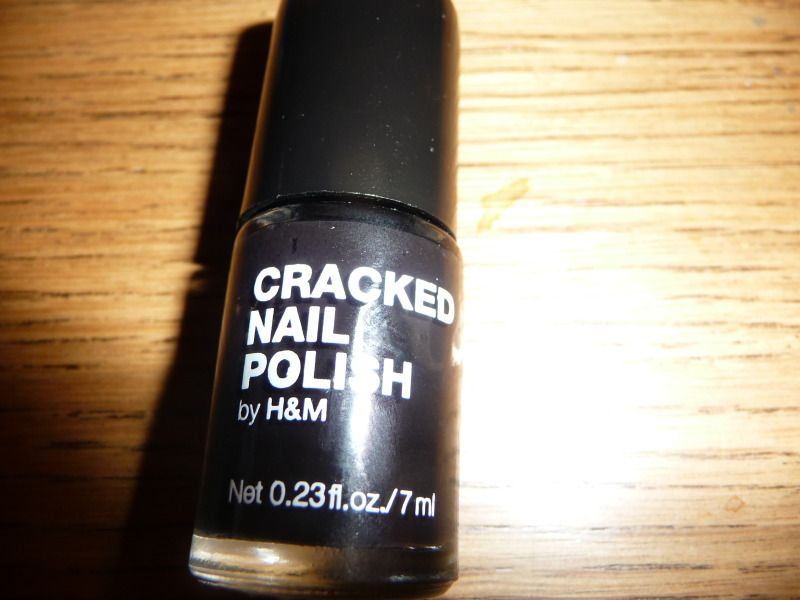 CRACKED
NAIL
POLISH
by H&M
Net 0.23fl.oz./7ml